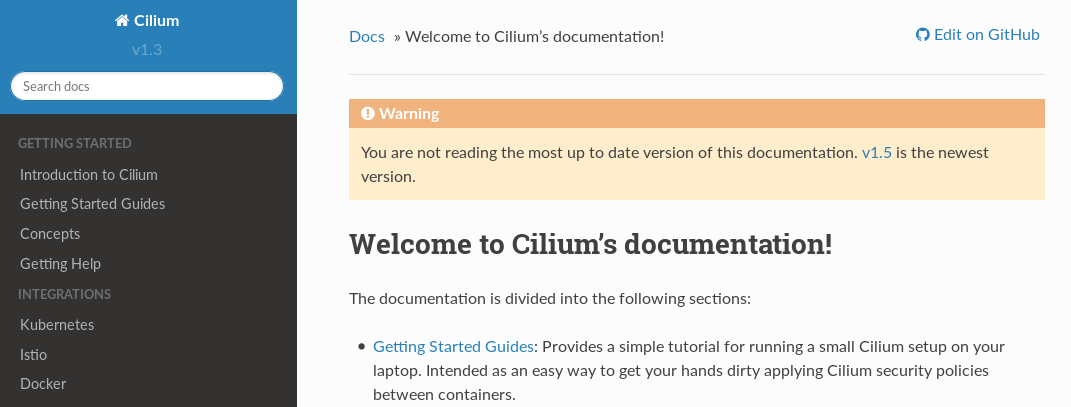 Cilium
v1.3
Search docs
GETTING STARTED
Introduction to Cilium
Getting Started Guides
Concepts
Getting Help
INTEGRATIONS
Kubernetes
Istio
Docker
Docs » Welcome to Cilium’s documentation!
Edit on GitHub
Warning
You are not reading the most up to date version of this documentation. v1.5 is the newest
version.
Welcome to Cilium’s documentation!
The documentation is divided into the following sections:
• Getting Started Guides: Provides a simple tutorial for running a small Cilium setup on your
laptop. Intended as an easy way to get your hands dirty applying Cilium security policies
between containers.